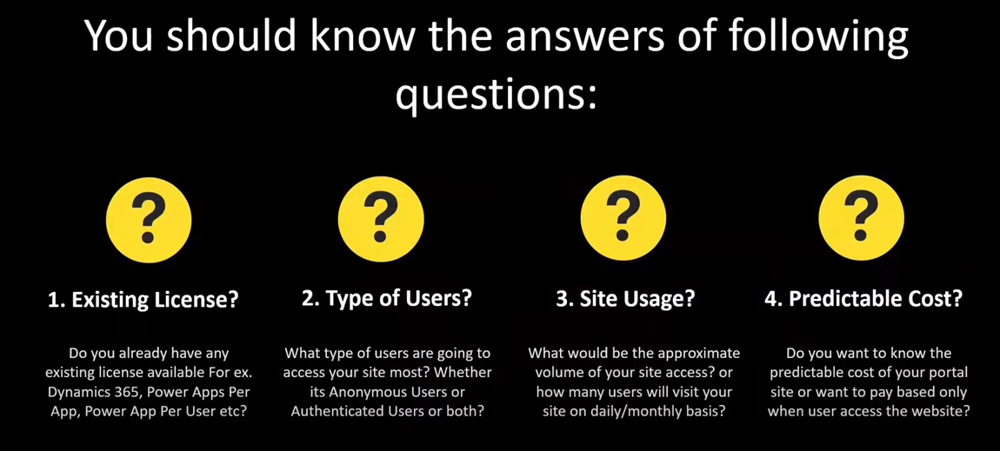 You should know the answers of following
questions:
?
?
?
?
1. Existing License?
Do you already have any
existing license available For ex.
Dynamics 365, Power Apps Per
App, Power App Per User etc?
2. Type of Users?
What type of users are going to
access your site most? Whether
its Anonymous Users or
Authenticated Users or both?
3. Site Usage?
What would be the approximate
volume of your site access? or
how many users will visit your
site on daily/monthly basis?
4. Predictable Cost?
Do you want to know the
predictable cost of your portal
site or want to pay based only
when user access the website?